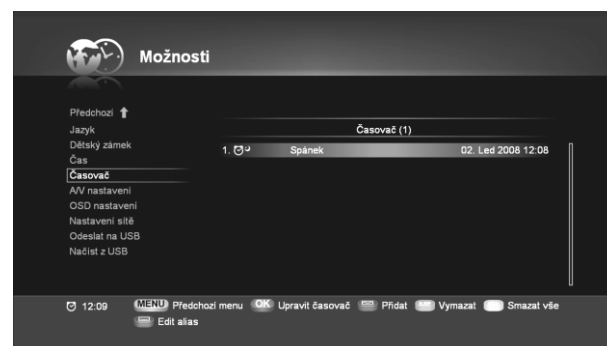 Možnosti
Předchozí
Jazyk
Dětský zámek
Čas
Časovač
A/V nastavení
OSD nastavení
Nastavení sítě
Odeslat na USB
Načíst z USB
Časovač (1)
1. Spánek 02. Led 2008 12:08
12:09 MENU Předchozí menu OK Upravit časovač Přidat Vymazat Smazat vše
Edit alias